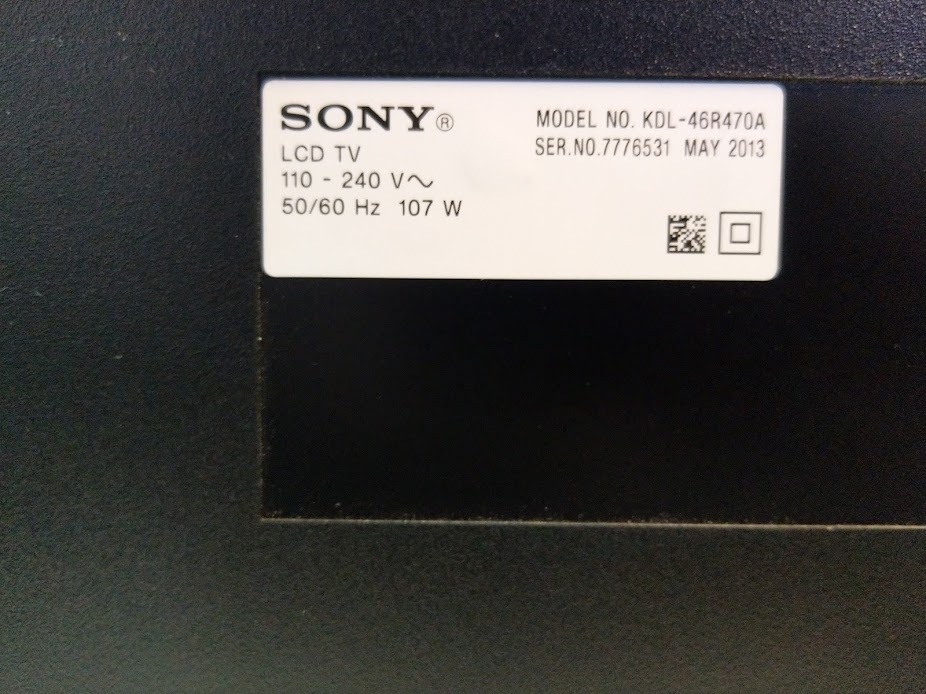 SONY®
LCD TV
110 - 240 V~
50/60 Hz 107 W
MODEL NO. KDL-46R470A
SER.NO.7776531 MAY 2013